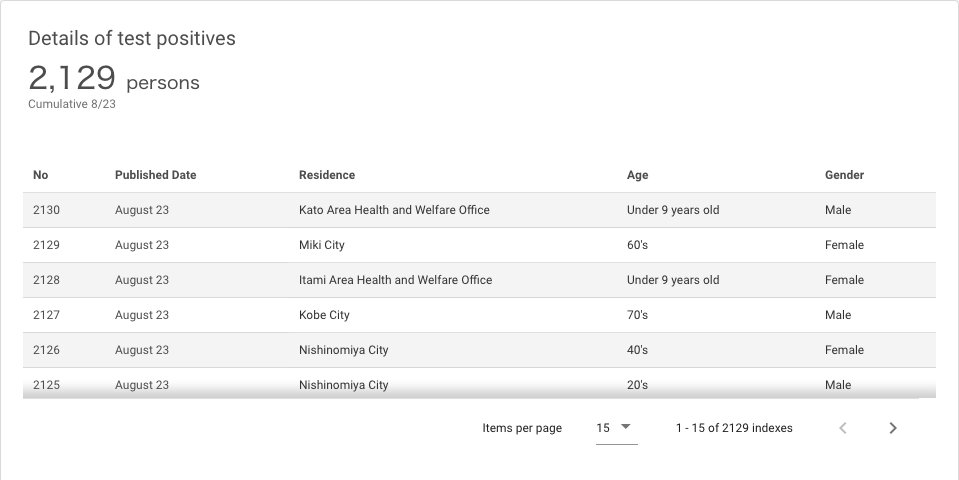 Details of test positives
2,129 persons
Cumulative 8/23
No Published Date Residence Age Gender
2130 August 23 Kato Area Health and Welfare Office Under 9 years old Male
2129 August 23 Miki City 60's Female
2128 August 23 Itami Area Health and Welfare Office Under 9 years old Female
2127 August 23 Kobe City 70's Male
2126 August 23 Nishinomiya City 40's Female
2125 August 23 Nishinomiya City 20's Male
Items per page 15 1 - 15 of 2129 indexes